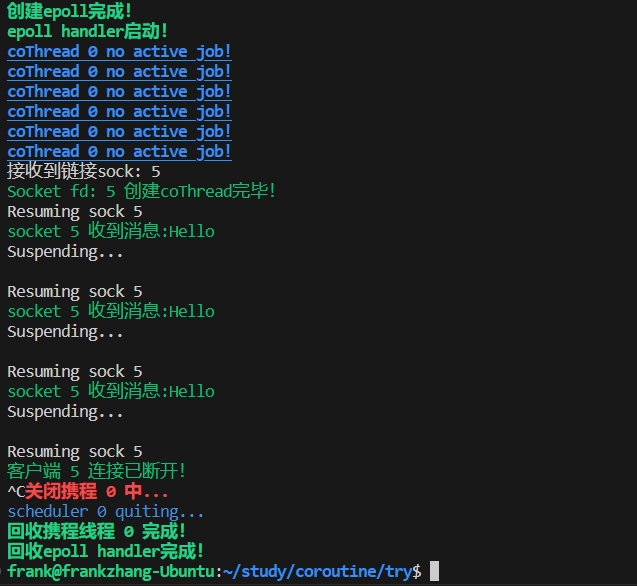 创建epoll完成!
epoll handler启动!
coThread 0 no active job!
coThread 0 no active job!
coThread 0 no active job!
coThread 0 no active job!
coThread 0 no active job!
coThread 0 no active job!
接收到链接sock: 5
Socket fd: 5 创建coThread完毕!
Resuming sock 5
socket 5 收到消息:Hello
Suspending...
Resuming sock 5
socket 5 收到消息:Hello
Suspending...
Resuming sock 5
socket 5 收到消息:Hello
Suspending...
Resuming sock 5
客户端 5 连接已断开!
^C关闭携程 0 中...
scheduler 0 quiting...
回收携程线程 0 完成!
回收epoll handler完成!
frank@frankzhang-Ubuntu:~/study/coroutine/try$